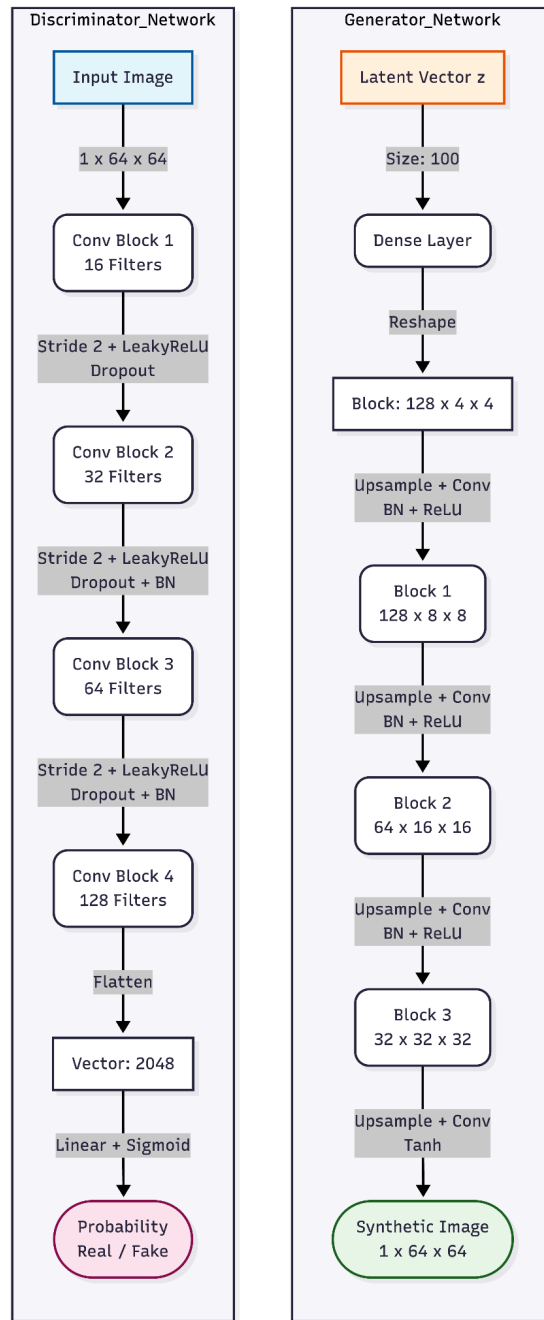 Discriminator_Network
Input Image
1 x 64 x 64
Conv Block 1
16 Filters
Stride 2 + LeakyReLU
Dropout
Conv Block 2
32 Filters
Stride 2 + LeakyReLU
Dropout + BN
Conv Block 3
64 Filters
Stride 2 + LeakyReLU
Dropout + BN
Conv Block 4
128 Filters
Flatten
Vector: 2048
Linear + Sigmoid
Probability
Real / Fake
Generator_Network
Latent Vector z
Size: 100
Dense Layer
Reshape
Block: 128 x 4 x 4
Upsample + Conv
BN + ReLU
Block 1
128 x 8 x 8
Upsample + Conv
BN + ReLU
Block 2
64 x 16 x 16
Upsample + Conv
BN + ReLU
Block 3
32 x 32 x 32
Upsample + Conv
Tanh
Synthetic Image
1 x 64 x 64